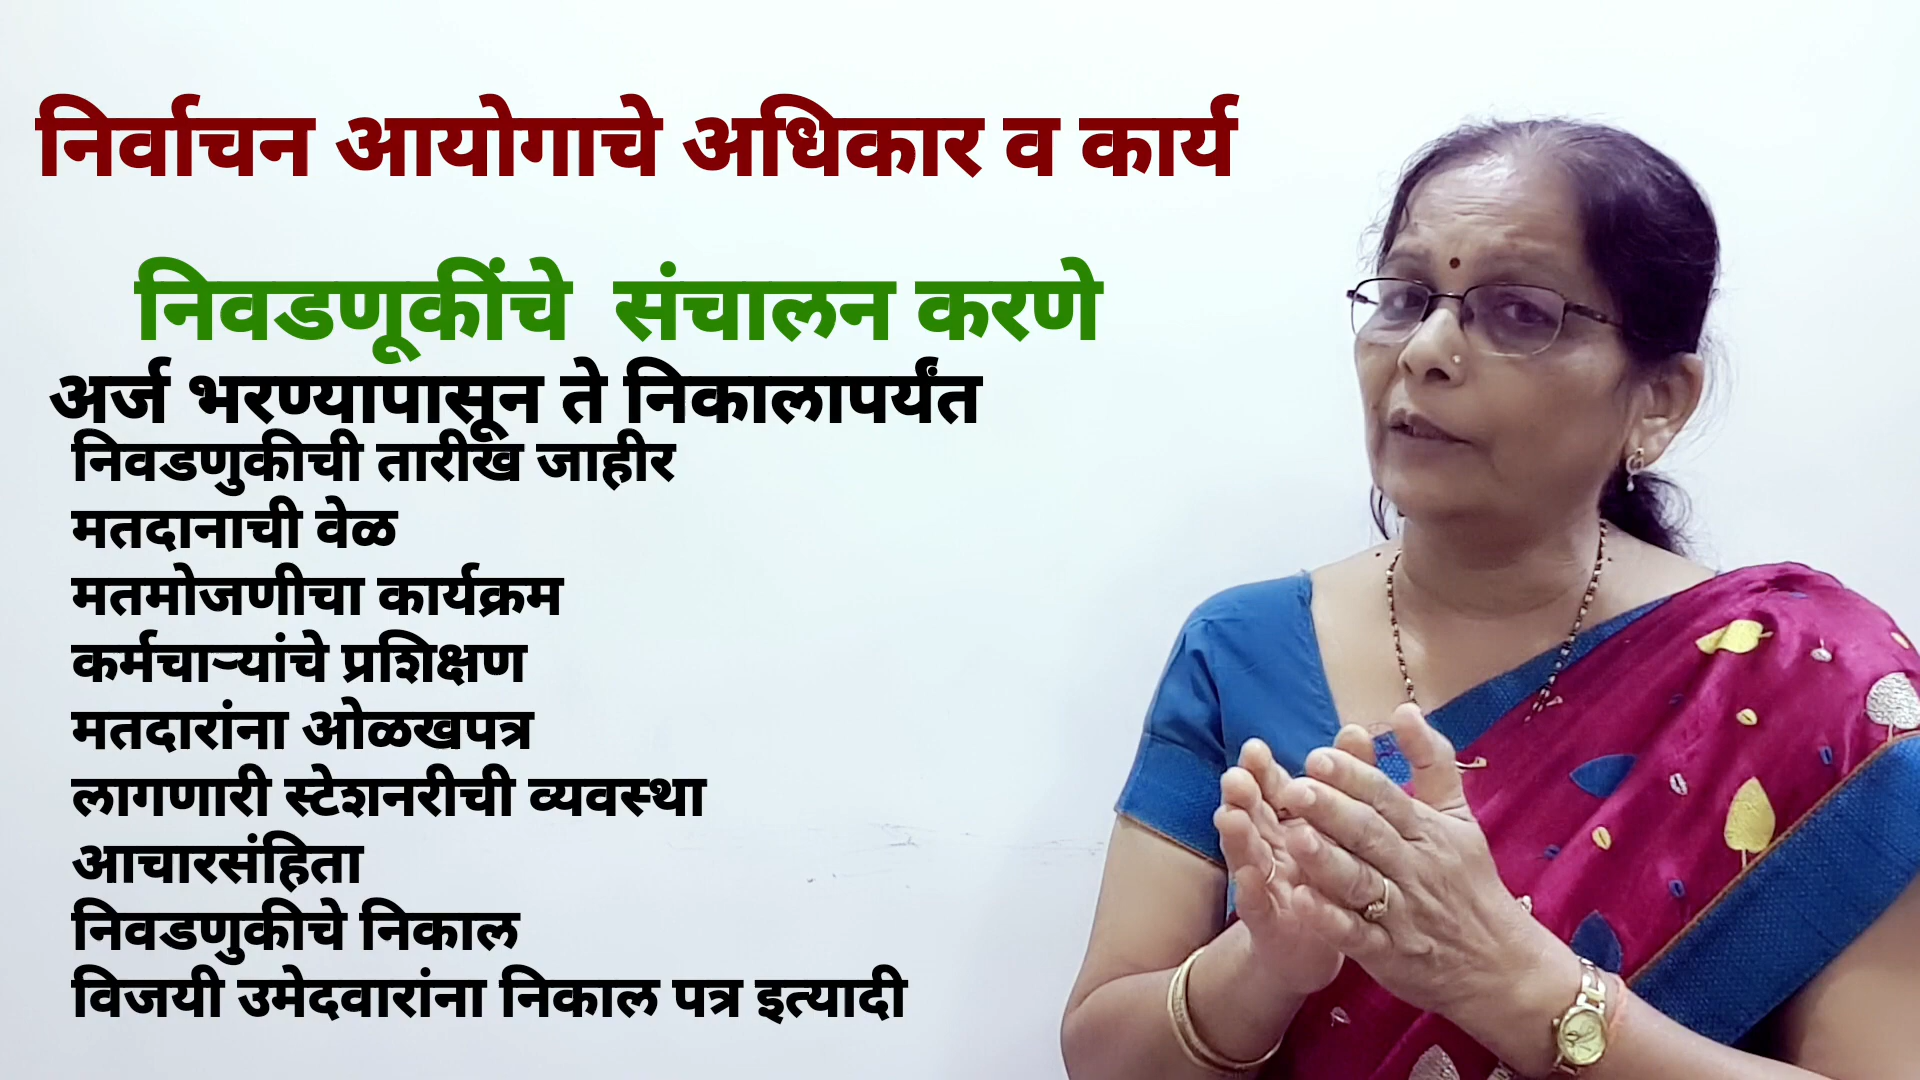 निर्वाचन आयोगाचे अधिकार व कार्य
निवडणूकींचे संचालन करणे
अर्ज भरण्यापासून ते निकालापर्यंत
निवडणुकीची तारीख जाहीर
मतदानाची वेळ
मतमोजणीचा कार्यक्रम
कर्मचाऱ्यांचे प्रशिक्षण
मतदारांना ओळखपत्र
लागणारी स्टेशनरीची व्यवस्था
आचारसंहिता
निवडणुकीचे निकाल
विजयी उमेदवारांना निकाल पत्र इत्यादी